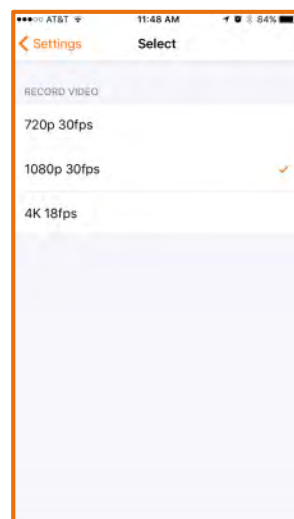 AT&T 11:48 AM 84%
Settings Select
RECORD VIDEO
720p 30fps
1080p 30fps
4K 18fps